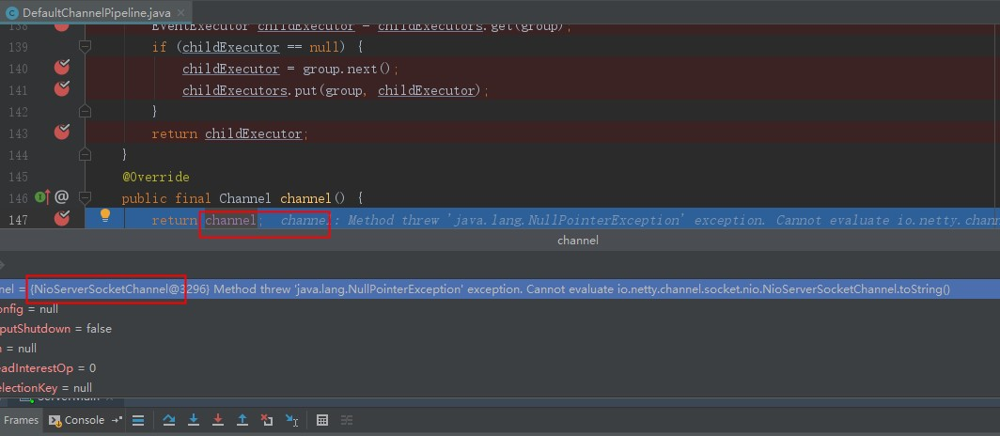 DefaultChannelPipeline.java ×
138 EventExecutor childExecutor = childExecutors.get(group);
139 if (childExecutor == null) {
140 childExecutor = group.next();
141 childExecutors.put(group, childExecutor);
142 }
143 return childExecutor;
144 }
145 @Override
146 @ public final Channel channel() {
147 return channel; channel: Method threw 'java.lang.NullPointerException' exception. Cannot evaluate io.netty.chann
channel
nel = {NioServerSocketChannel@3296} Method threw 'java.lang.NullPointerException' exception. Cannot evaluate io.netty.channel.socket.nio.NioServerSocketChannel.toString()
onfig = null
putShutdown = false
= null
eadInterestOp = 0
electionKey = null
ServerMain ×
Frames Console